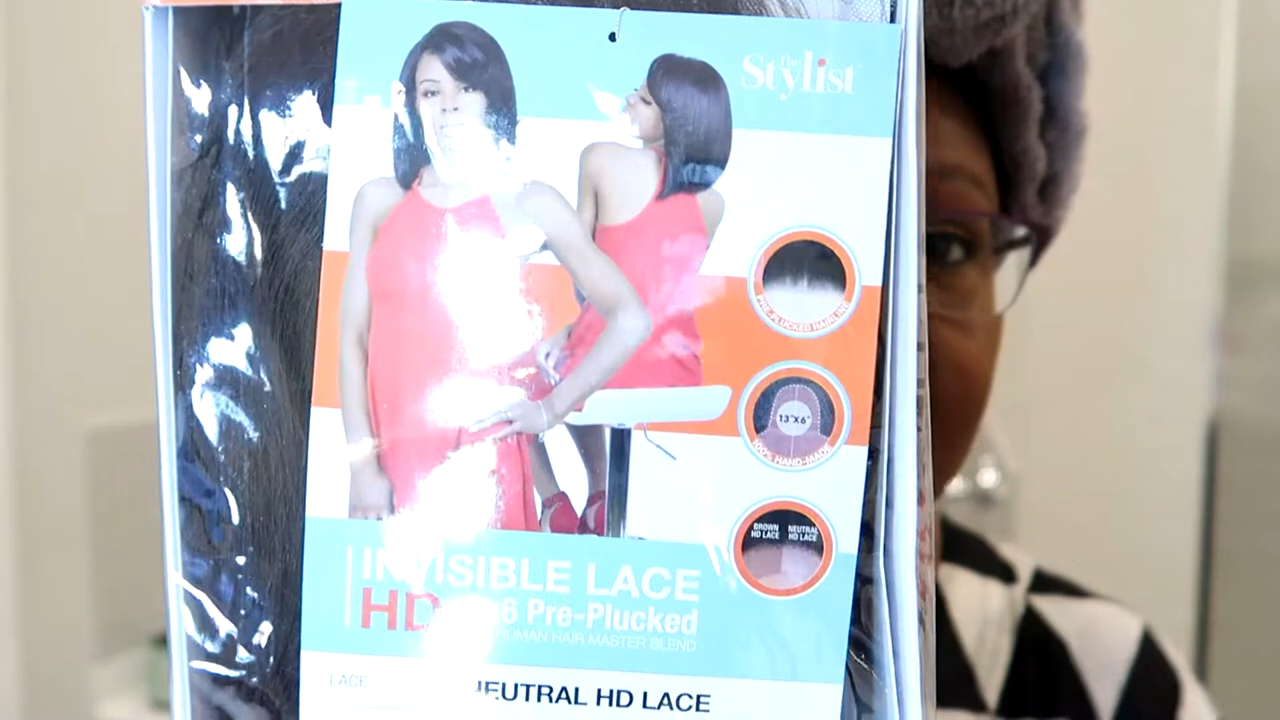 The
Stylist
PRE-PLUCKED HAIRLINE
13"X6"
100% HAND-MADE
BROWN HD LACE
NEUTRAL HD LACE
INVISIBLE LACE
HD x6 Pre-Plucked
HUMAN HAIR MASTER BLEND
LACE NEUTRAL HD LACE